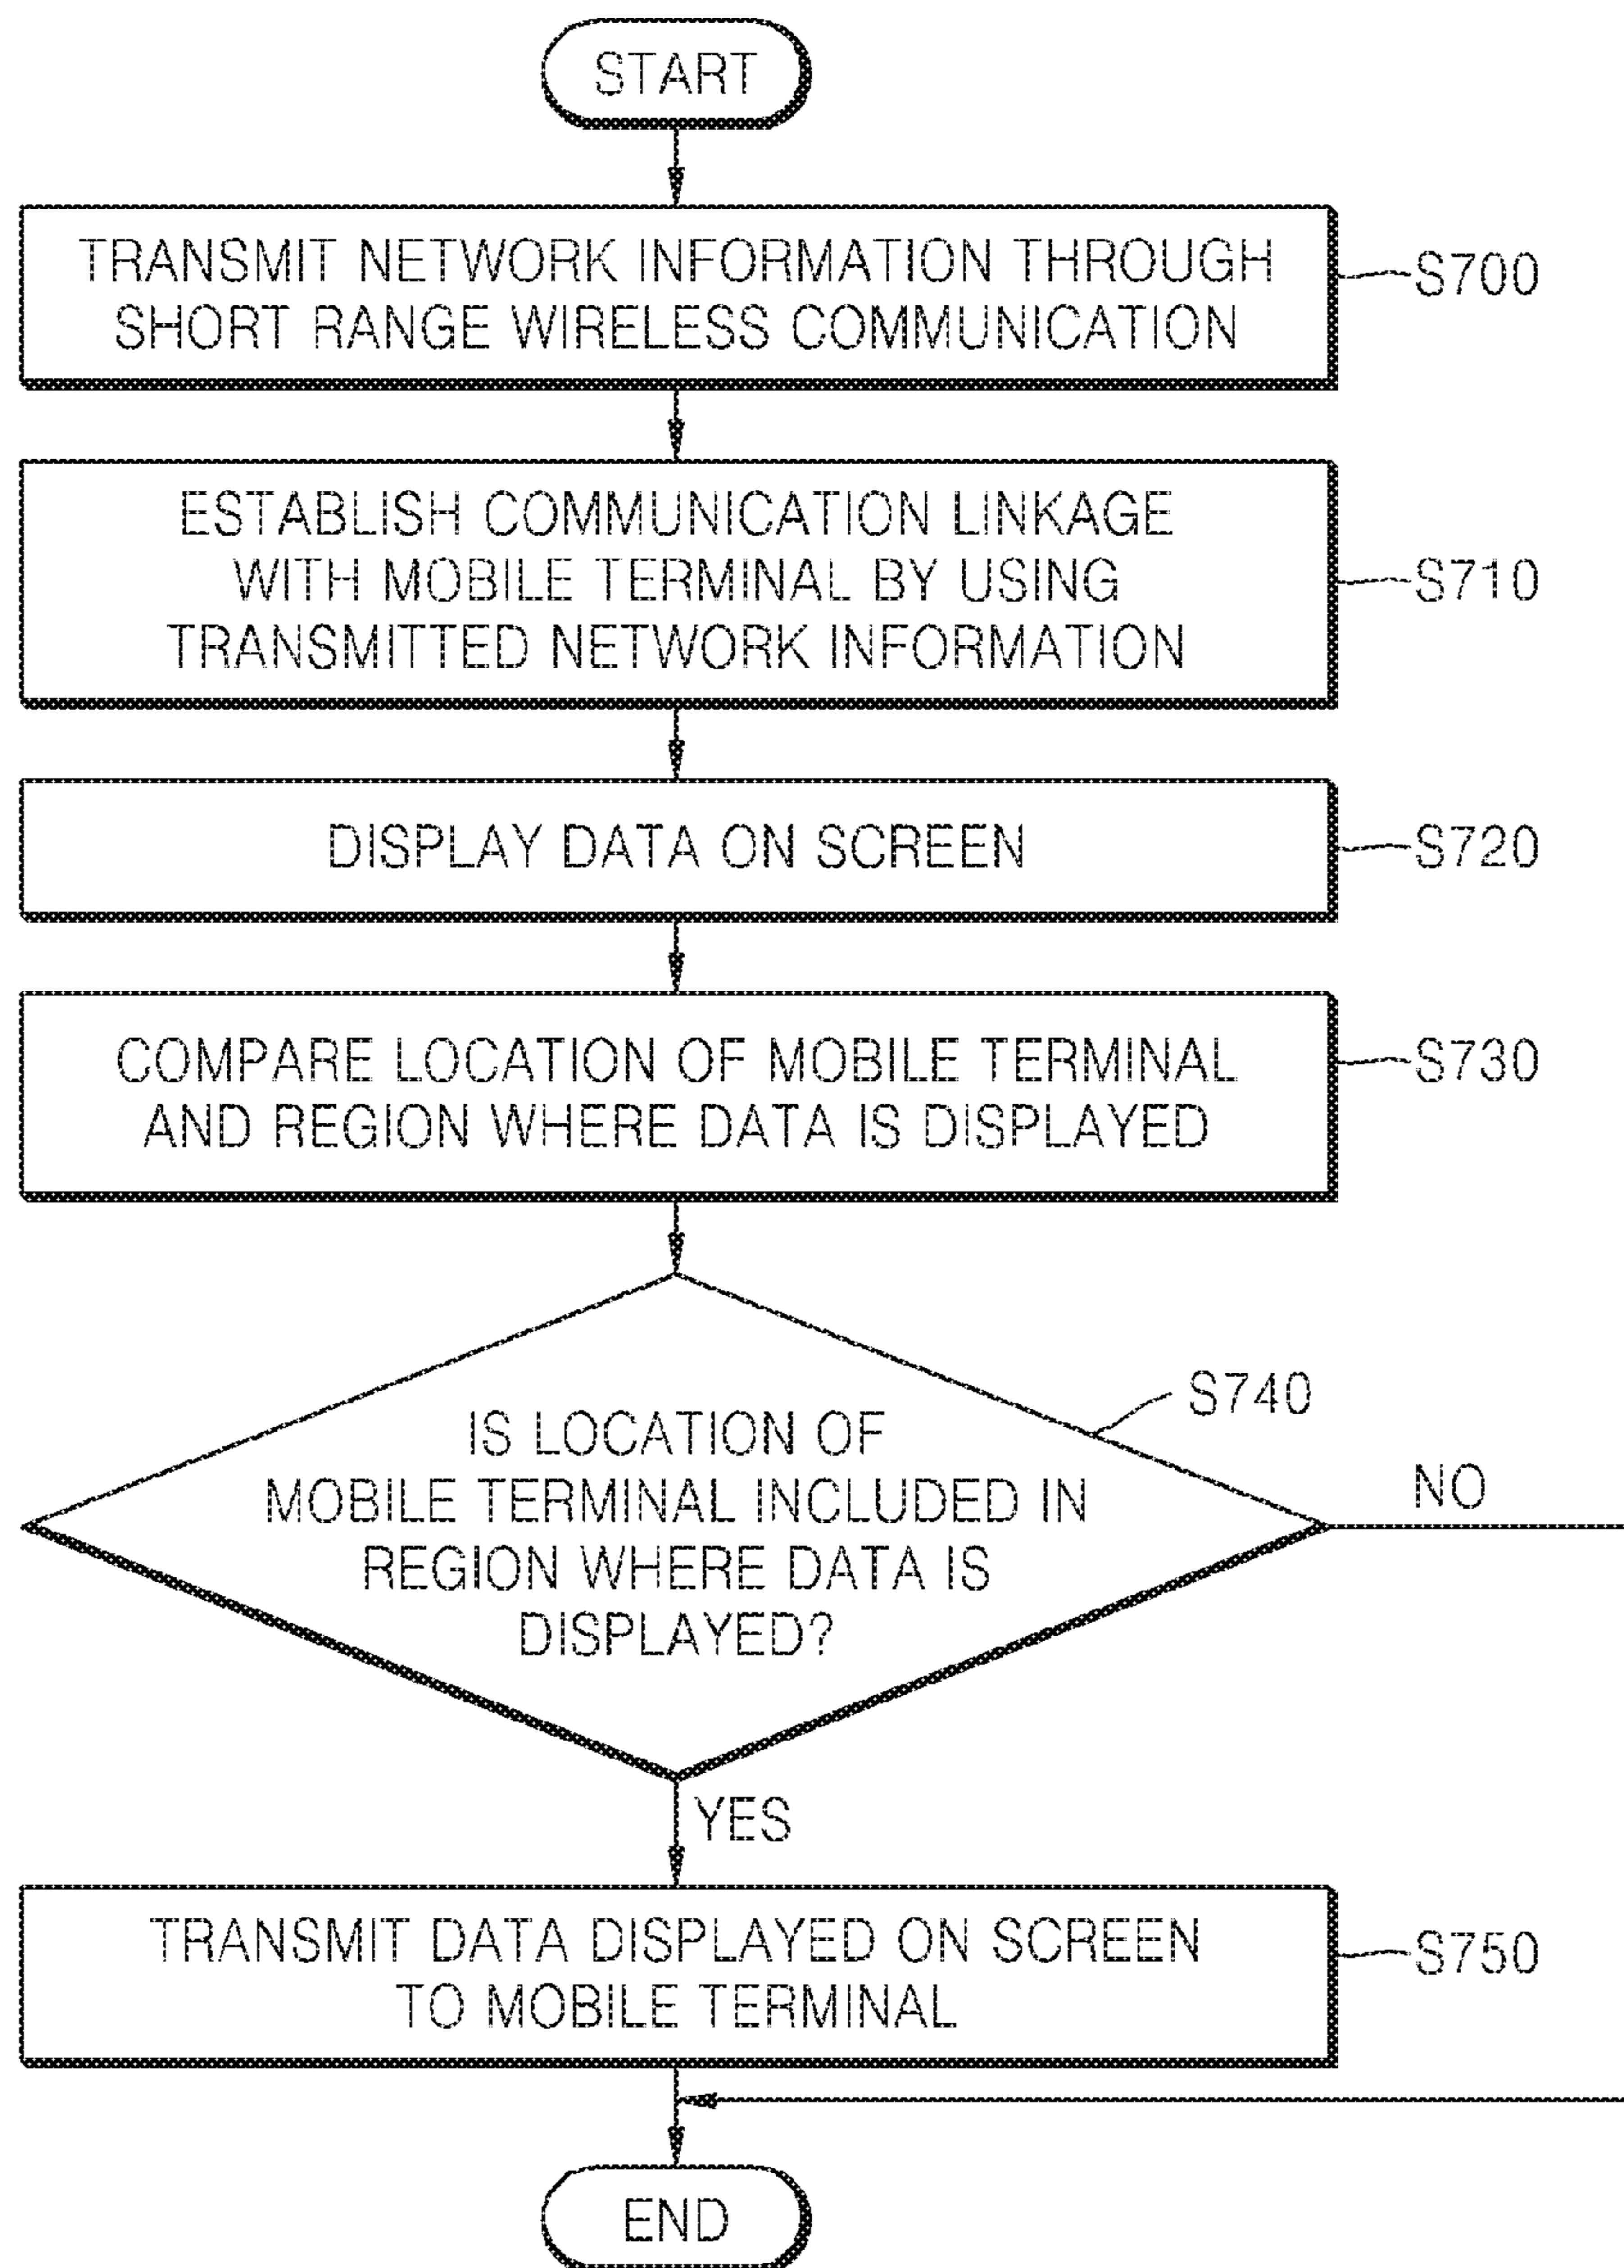 START
TRANSMIT NETWORK INFORMATION THROUGH
SHORT RANGE WIRELESS COMMUNICATION
S700
ESTABLISH COMMUNICATION LINKAGE
WITH MOBILE TERMINAL BY USING
TRANSMITTED NETWORK INFORMATION
S710
DISPLAY DATA ON SCREEN
S720
COMPARE LOCATION OF MOBILE TERMINAL
AND REGION WHERE DATA IS DISPLAYED
S730
S740
IS LOCATION OF
MOBILE TERMINAL INCLUDED IN
REGION WHERE DATA IS
DISPLAYED?
NO
YES
TRANSMIT DATA DISPLAYED ON SCREEN
TO MOBILE TERMINAL
S750
END